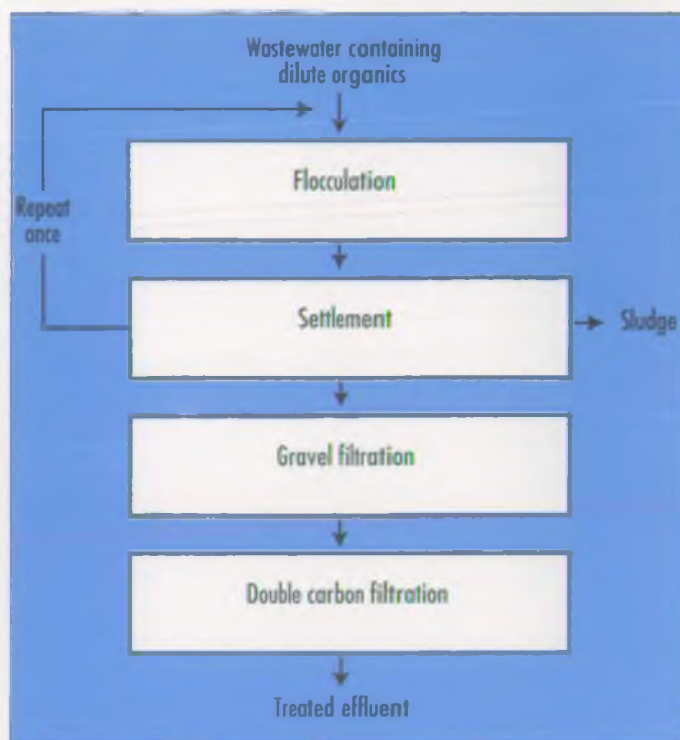 Wastewater containing
dilute organics
Flocculation
Repeat
once
Settlement
Sludge
Gravel filtration
Double carbon filtration
Treated effluent